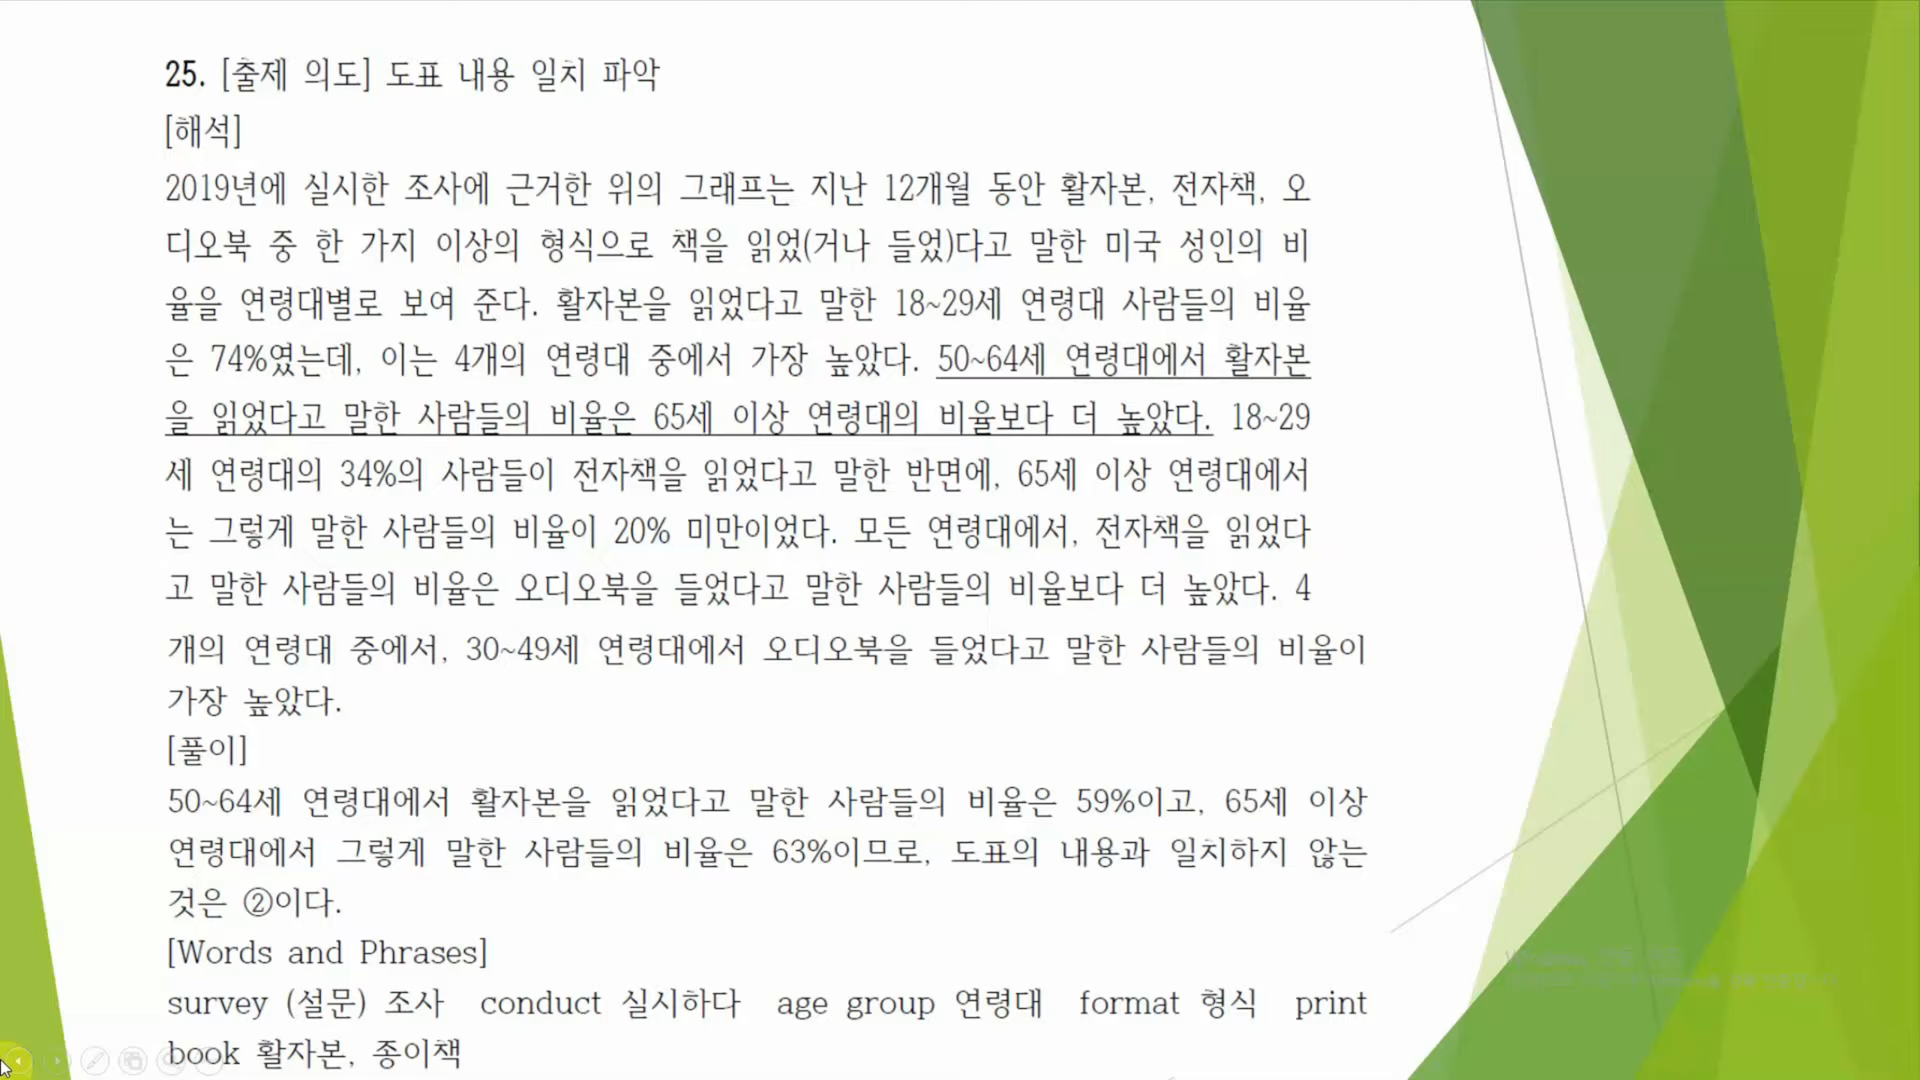 25. [출제 의도] 도표 내용 일치 파악
[해석]
2019년에 실시한 조사에 근거한 위의 그래프는 지난 12개월 동안 활자본, 전자책, 오
디오북 중 한 가지 이상의 형식으로 책을 읽었(거나 들었)다고 말한 미국 성인의 비
율을 연령대별로 보여 준다. 활자본을 읽었다고 말한 18~29세 연령대 사람들의 비율
은 74%였는데, 이는 4개의 연령대 중에서 가장 높았다. 50~64세 연령대에서 활자본
을 읽었다고 말한 사람들의 비율은 65세 이상 연령대의 비율보다 더 높았다. 18~29
세 연령대의 34%의 사람들이 전자책을 읽었다고 말한 반면에, 65세 이상 연령대에서
는 그렇게 말한 사람들의 비율이 20% 미만이었다. 모든 연령대에서, 전자책을 읽었다
고 말한 사람들의 비율은 오디오북을 들었다고 말한 사람들의 비율보다 더 높았다. 4
개의 연령대 중에서, 30~49세 연령대에서 오디오북을 들었다고 말한 사람들의 비율이
가장 높았다.
[풀이]
50~64세 연령대에서 활자본을 읽었다고 말한 사람들의 비율은 59%이고, 65세 이상
연령대에서 그렇게 말한 사람들의 비율은 63%이므로, 도표의 내용과 일치하지 않는
것은 ②이다.
[Words and Phrases]
survey (설문) 조사 conduct 실시하다 age group 연령대 format 형식 print
book 활자본, 종이책